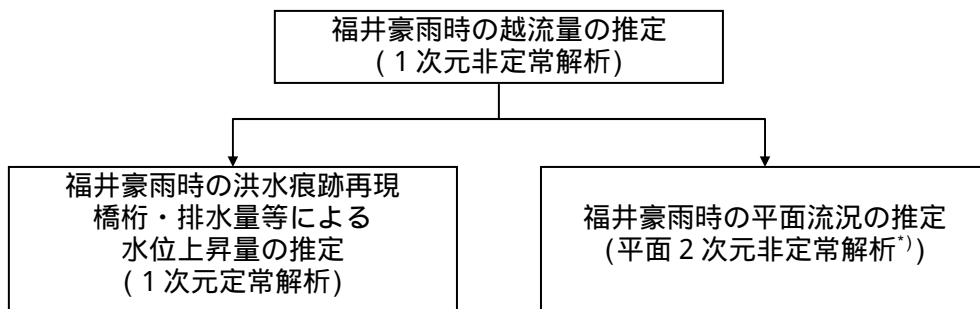 福井豪雨時の越流量の推定
(１次元非定常解析)
福井豪雨時の洪水痕跡再現
橋桁・排水量等による
水位上昇量の推定
(１次元定常解析)
福井豪雨時の平面流況の推定
(平面２次元非定常解析*))